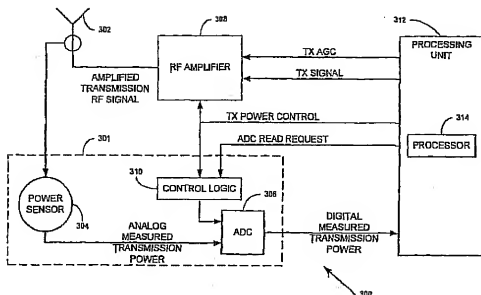 302
308
312
RF AMPLIFIER
TX AGC
PROCESSING
UNIT
AMPLIFIED
TRANSMISSION
RF SIGNAL
TX SIGNAL
TX POWER CONTROL
314
PROCESSOR
ADC READ REQUEST
301
310
CONTROL LOGIC
306
POWER
SENSOR
304
ADC
ANALOG
MEASURED
TRANSMISSION
POWER
DIGITAL
MEASURED
TRANSMISSION
POWER